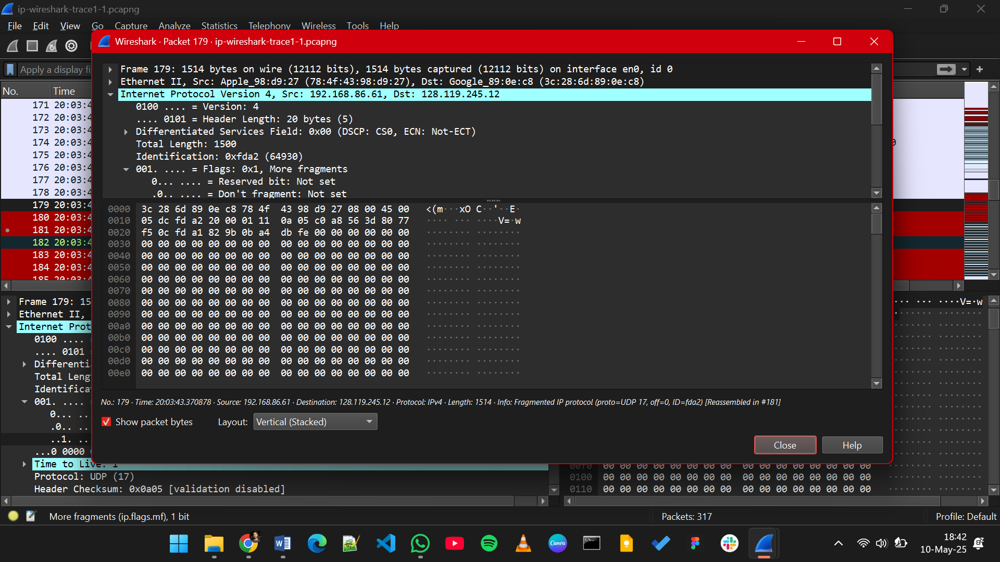 ip-wireshark-trace1-1.pcapng
File Edit View Go Capture Analyze Statistics Telephony Wireless Tools Help
Wireshark · Packet 179 · ip-wireshark-trace1-1.pcapng
Apply a display fi
No. Time
171 20:03:4
172 20:03:4
173 20:03:4
174 20:03:4
175 20:03:4
176 20:03:4
177 20:03:4
178 20:03:4
179 20:03:4
180 20:03:4
181 20:03:4
182 20:03:4
183 20:03:4
184 20:03:4
185 20:03:4
Frame 179: 1514 bytes on wire (12112 bits), 1514 bytes captured (12112 bits) on interface en0, id 0
Ethernet II, Src: Apple_98:d9:27 (78:4f:43:98:d9:27), Dst: Google_89:0e:c8 (3c:28:6d:89:0e:c8)
Internet Protocol Version 4, Src: 192.168.86.61, Dst: 128.119.245.12
0100 .... = Version: 4
.... 0101 = Header Length: 20 bytes (5)
Differentiated Services Field: 0x00 (DSCP: CS0, ECN: Not-ECT)
Total Length: 1500
Identification: 0xfda2 (64930)
001. .... = Flags: 0x1, More fragments
0... .... = Reserved bit: Not set
.0.. .... = Don't fragment: Not set
0000 3c 28 6d 89 0e c8 78 4f 43 98 d9 27 08 00 45 00 <(m···xO C··'··E·
0010 05 dc fd a2 20 00 01 11 0a 05 c0 a8 56 3d 80 77 ···· ··· ····V=·w
0020 f5 0c fd a1 82 9b 0b a4 db fe 00 00 00 00 00 00 ········ ········
0030 00 00 00 00 00 00 00 00 00 00 00 00 00 00 00 00 ········ ········
0040 00 00 00 00 00 00 00 00 00 00 00 00 00 00 00 00 ········ ········
0050 00 00 00 00 00 00 00 00 00 00 00 00 00 00 00 00 ········ ········
0060 00 00 00 00 00 00 00 00 00 00 00 00 00 00 00 00 ········ ········
0070 00 00 00 00 00 00 00 00 00 00 00 00 00 00 00 00 ········ ········
0080 00 00 00 00 00 00 00 00 00 00 00 00 00 00 00 00 ········ ········
0090 00 00 00 00 00 00 00 00 00 00 00 00 00 00 00 00 ········ ········
00a0 00 00 00 00 00 00 00 00 00 00 00 00 00 00 00 00 ········ ········
00b0 00 00 00 00 00 00 00 00 00 00 00 00 00 00 00 00 ········ ········
00c0 00 00 00 00 00 00 00 00 00 00 00 00 00 00 00 00 ········ ········
00d0 00 00 00 00 00 00 00 00 00 00 00 00 00 00 00 00 ········ ········
00e0 00 00 00 00 00 00 00 00 00 00 00 00 00 00 00 00 ········ ········
No.: 179 · Time: 20:03:43.370878 · Source: 192.168.86.61 · Destination: 128.119.245.12 · Protocol: IPv4 · Length: 1514 · Info: Fragmented IP protocol (proto=UDP 17, off=0, ID=fda2) [Reassembled in #181]
Show packet bytes Layout: Vertical (Stacked)
Close Help
Frame 179: 15
Ethernet II,
Internet Prot
0100 ....
.... 0101
Differenti
Total Leng
Identifica
001. ....
0... ..
.0.. ..
..1. ..
...0 0000
Time to Live: 1
Protocol: UDP (17)
Header Checksum: 0x0a05 [validation disabled]
····V=·w
00f0 00 00 00 00 00 00 00 00 00 00 00 00 00 00 00 00
0100 00 00 00 00 00 00 00 00 00 00 00 00 00 00 00 00
0110 00 00 00 00 00 00 00 00 00 00 00 00 00 00 00 00
More fragments (ip.flags.mf), 1 bit
Packets: 317
Profile: Default
Canva
18:42
10-May-25